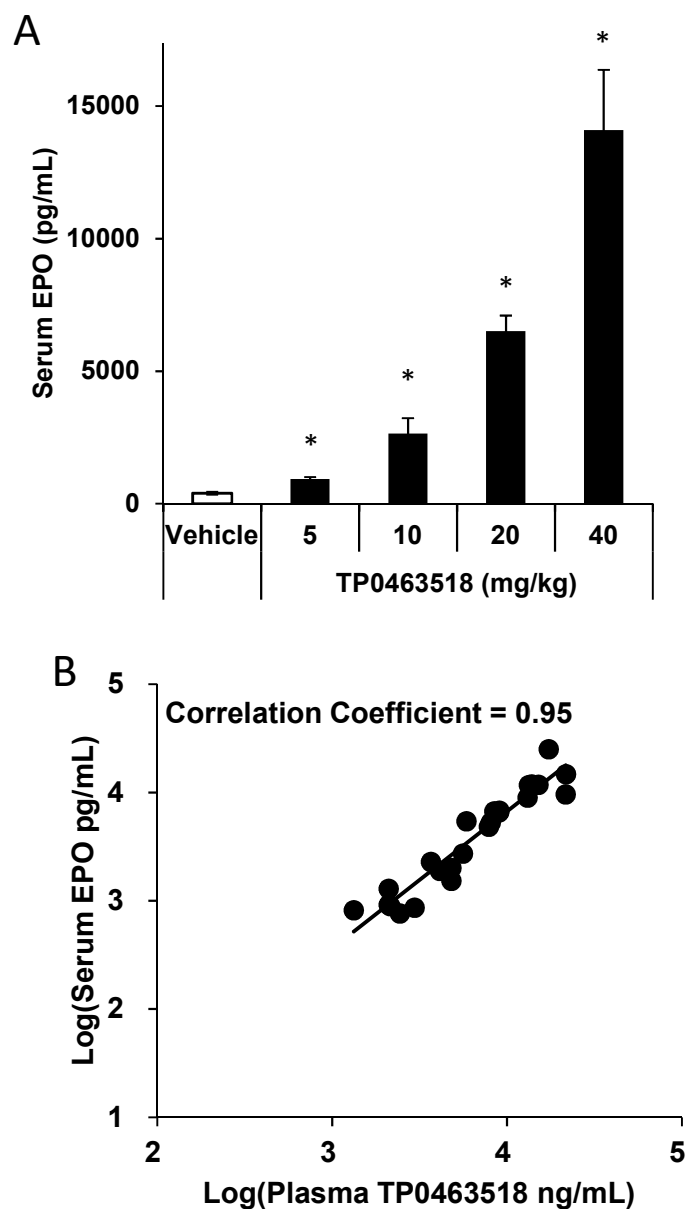 A
Serum EPO (pg/mL)
15000
10000
5000
0
*
*
*
*
Vehicle 5 10 20 40
TP0463518 (mg/kg)
B
Correlation Coefficient = 0.95
Log(Serum EPO pg/mL)
5
4
3
2
1
2 3 4 5
Log(Plasma TP0463518 ng/mL)